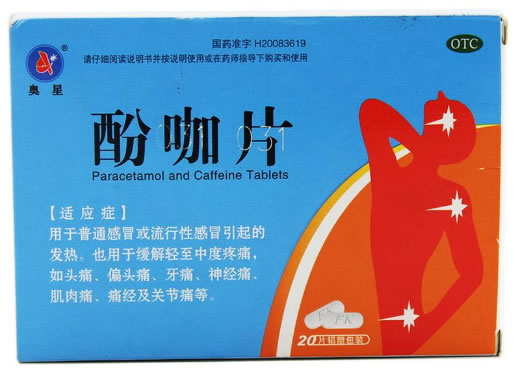 国药准字 H20083619
请仔细阅读说明书并按说明使用或在药师指导下购买和使用
OTC
®
奥星
酚咖片
031 031
Paracetamol and Caffeine Tablets
【适应症】
用于普通感冒或流行性感冒引起的
发热。也用于缓解轻至中度疼痛,
如头痛、偏头痛、牙痛、神经痛、
肌肉痛、痛经及关节痛等。
FK
20片铝塑包装